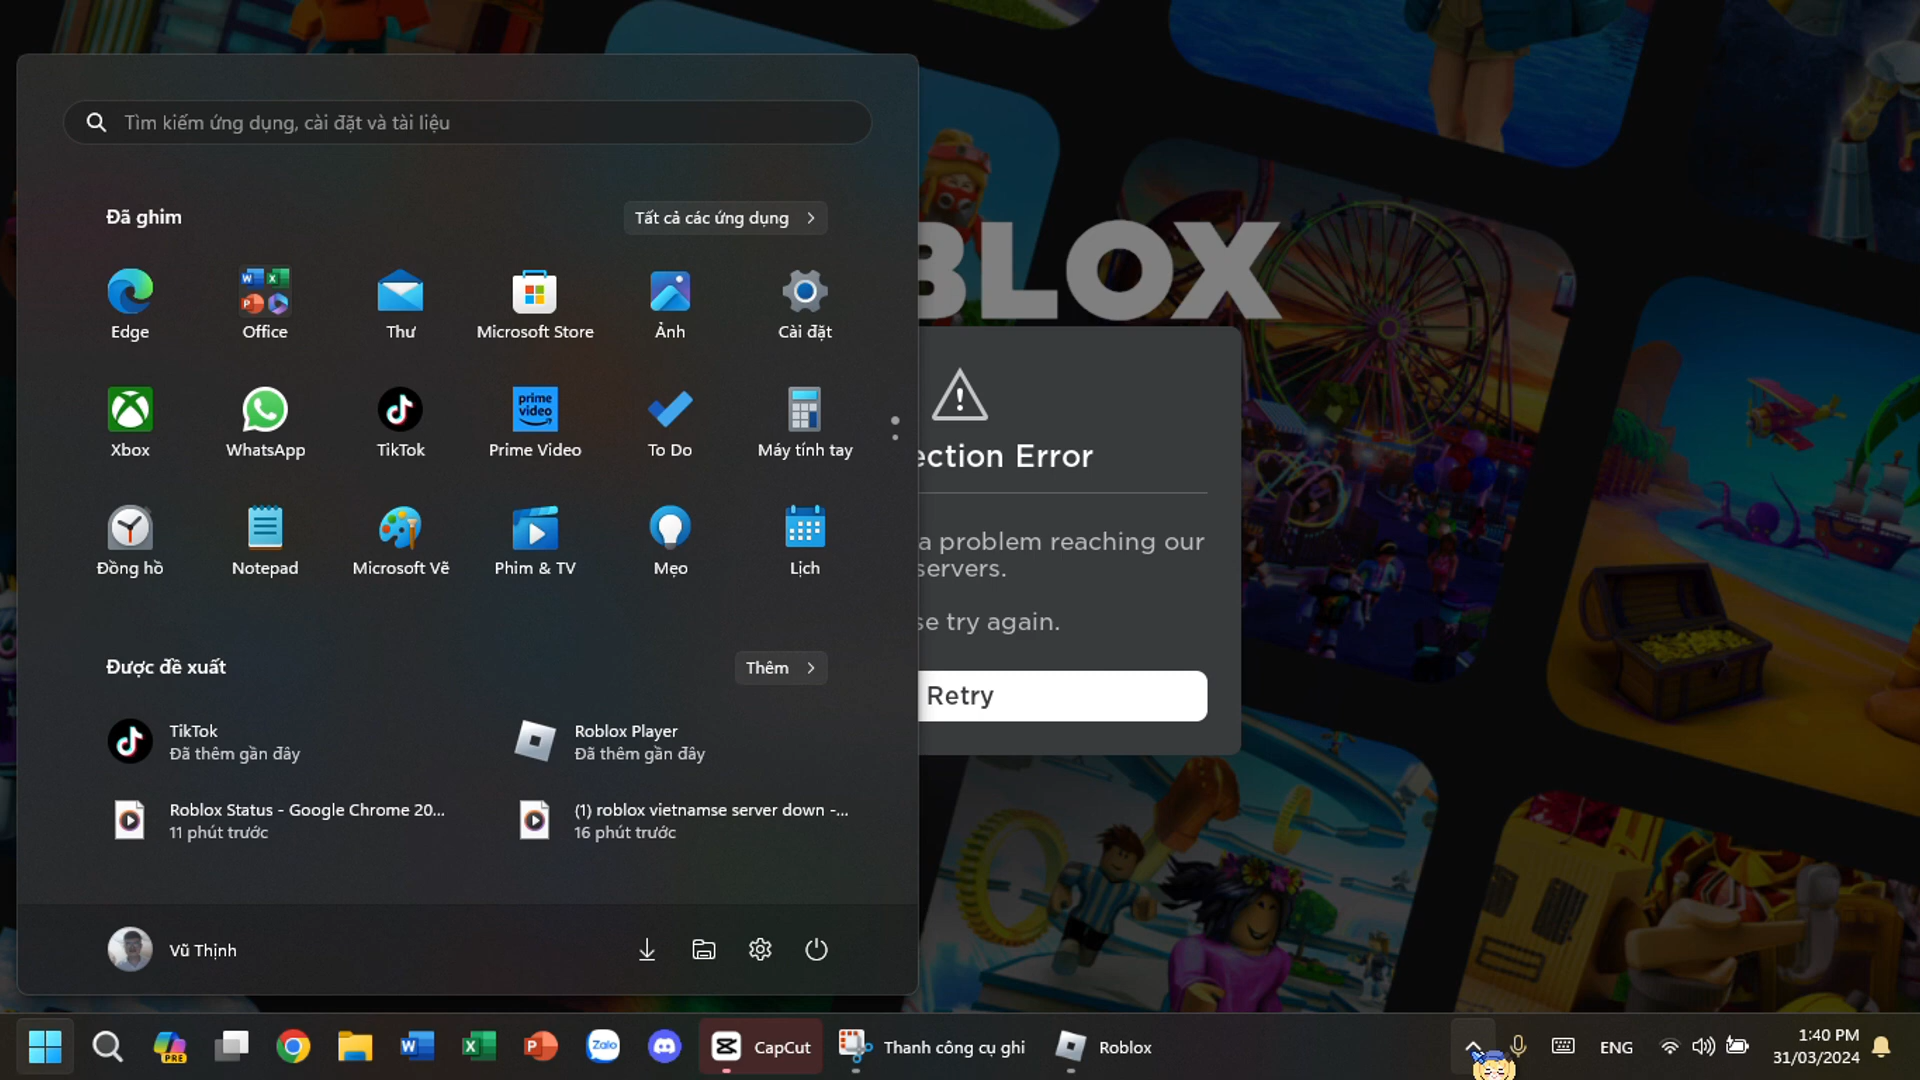 Tìm kiếm ứng dụng, cài đặt và tài liệu
Đã ghim
Tất cả các ứng dụng
Edge
Office
Thư
Microsoft Store
Ảnh
Cài đặt
Xbox
WhatsApp
TikTok
prime video
Prime Video
To Do
Máy tính tay
Đồng hồ
Notepad
Microsoft Vẽ
Phim & TV
Mẹo
Lịch
Được đề xuất
Thêm
TikTok
Đã thêm gần đây
Roblox Player
Đã thêm gần đây
Roblox Status - Google Chrome 20...
11 phút trước
(1) roblox vietnamse server down -...
16 phút trước
Vũ Thịnh
BLOX
ection Error
a problem reaching our
servers.
se try again.
Retry
PRE
Zalo
CapCut
Thanh công cụ ghi
Roblox
ENG
1:40 PM
31/03/2024